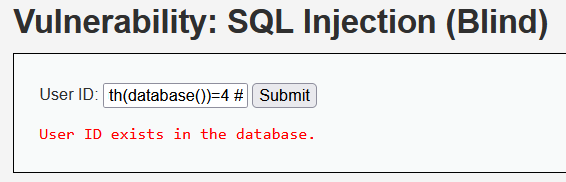 Vulnerability: SQL Injection (Blind)
User ID: th(database())=4 # Submit
User ID exists in the database.